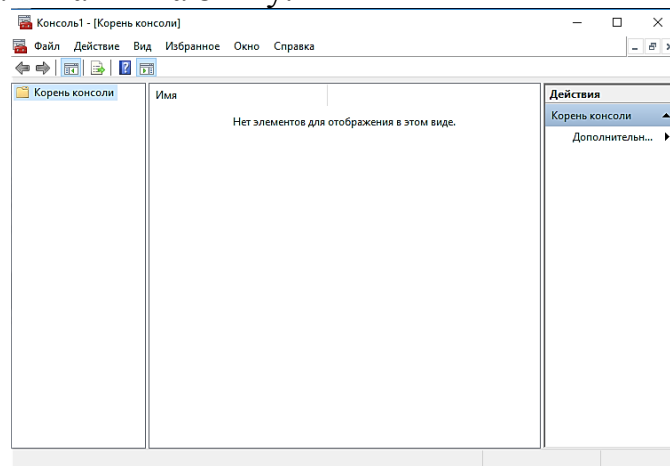 Консоль1 - [Корень консоли]
Файл Действие Вид Избранное Окно Справка
Корень консоли
Имя
Нет элементов для отображения в этом виде.
Действия
Корень консоли
Дополнительн...